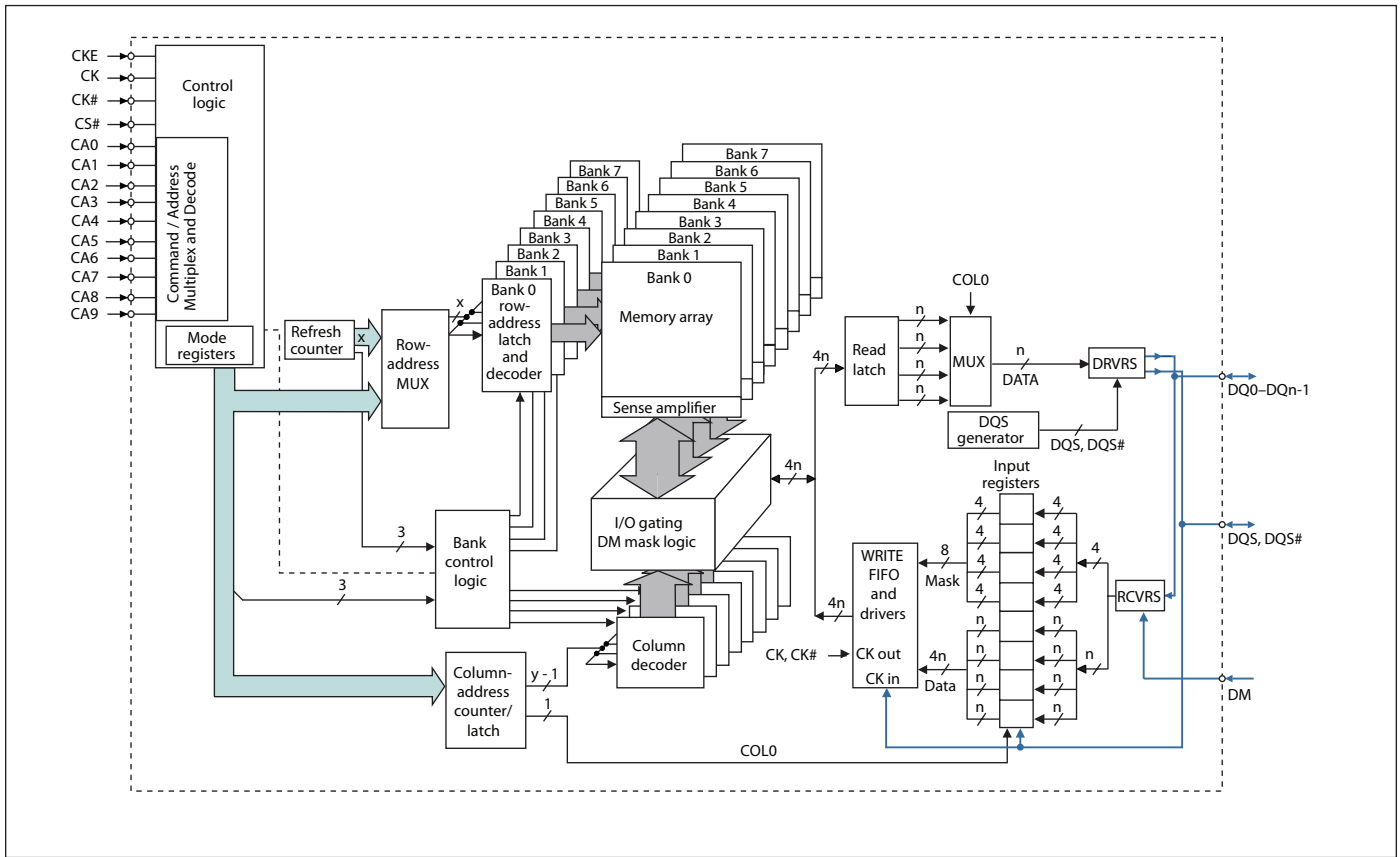 CKE
CK
CK#
CS#
CA0
CA1
CA2
CA3
CA4
CA5
CA6
CA7
CA8
CA9
Control
logic
Command / Address
Multiplex and Decode
Mode
registers
Refresh
counter
x
Row-
address
MUX
x
Bank 7
Bank 6
Bank 5
Bank 4
Bank 3
Bank 2
Bank 1
Bank 0
row-
address
latch
and
decoder
Bank 7
Bank 6
Bank 5
Bank 4
Bank 3
Bank 2
Bank 1
Bank 0
Memory array
Sense amplifier
3
3
Bank
control
logic
I/O gating
DM mask logic
Column
decoder
Column-
address
counter/
latch
y - 1
1
COL0
4n
4n
4n
Read
latch
n
n
n
n
COL0
MUX
n
DATA
DRVRS
DQS
generator
DQS, DQS#
Input
registers
WRITE
FIFO
and
drivers
CK out
CK in
CK, CK#
8
Mask
4n
Data
4
4
4
4
n
n
n
n
4
4
4
4
n
n
n
n
4
n
RCVRS
DQ0–DQn-1
DQS, DQS#
DM